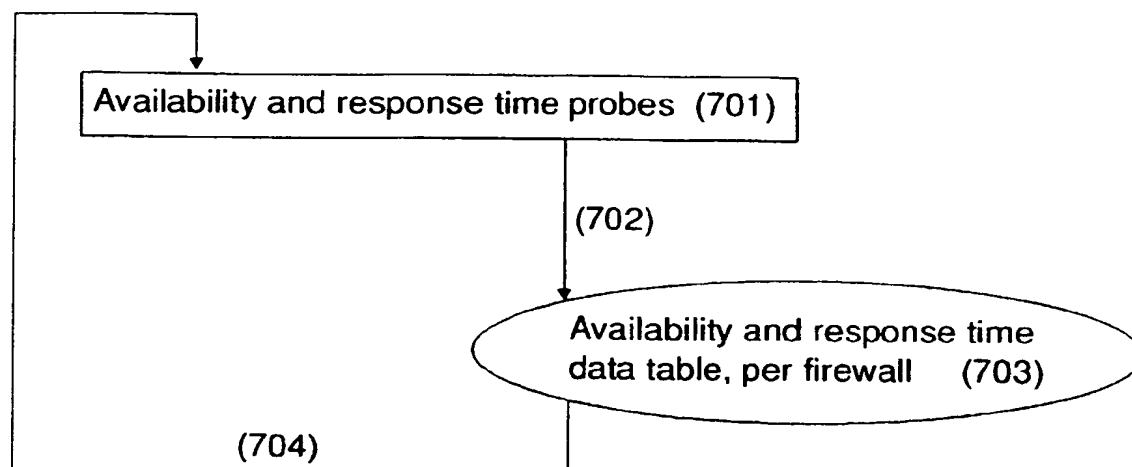 Availability and response time probes (701)
(702)
Availability and response time
data table, per firewall (703)
(704)